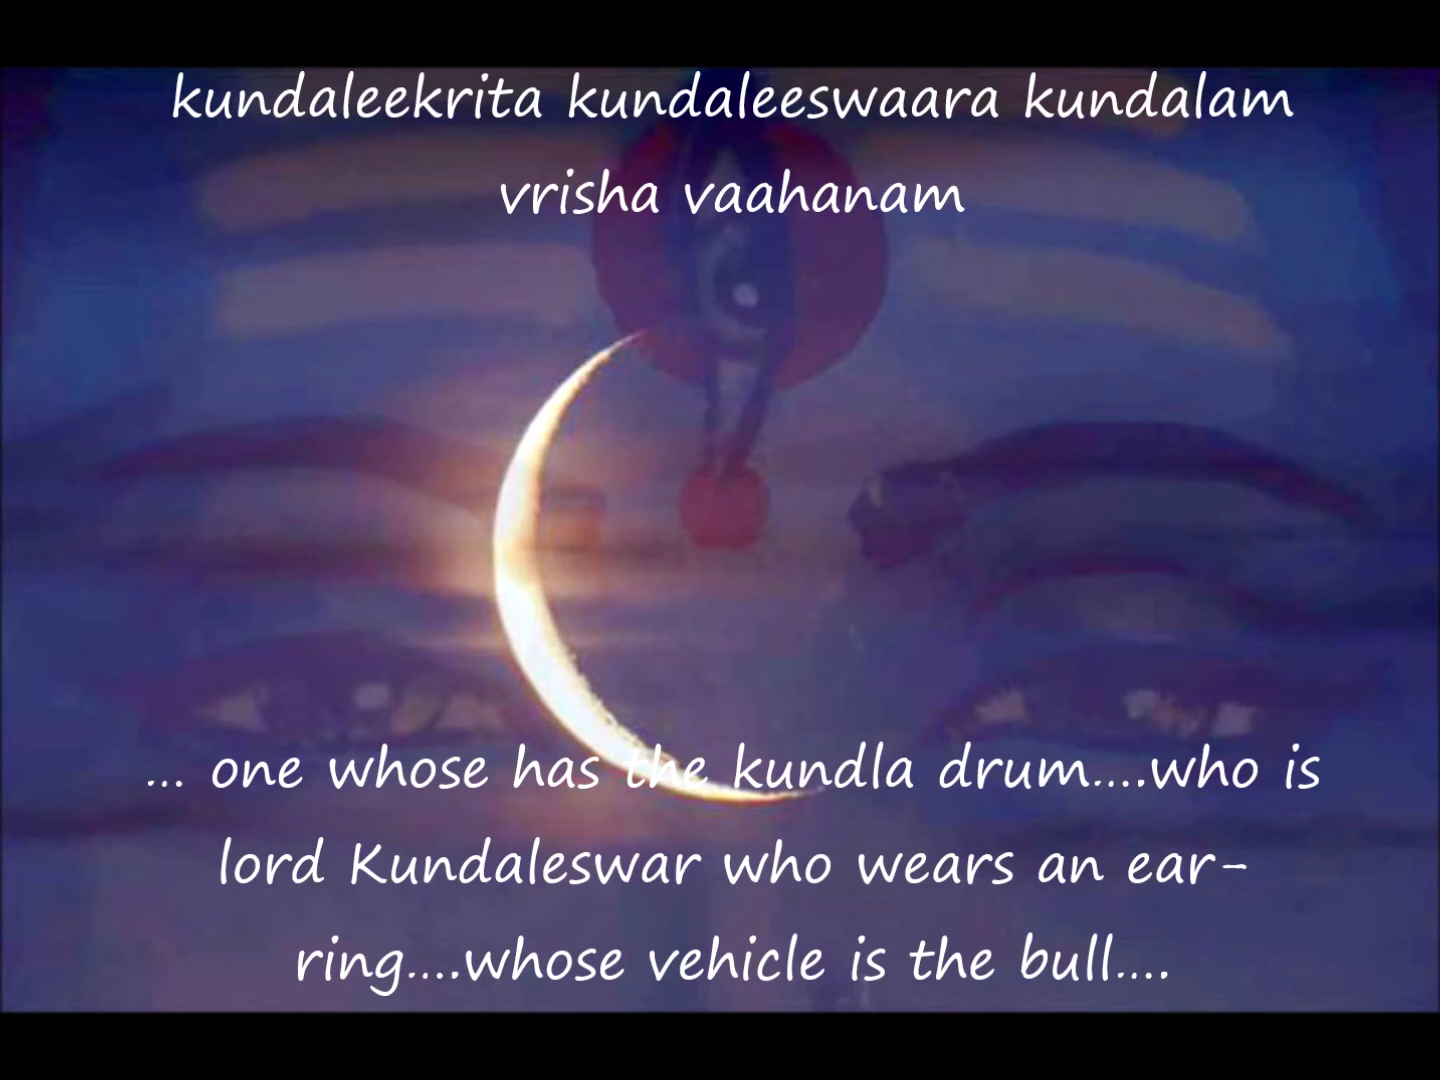 kundaleekrita kundaleeswaara kundalam
vrisha vaahanam
... one whose has the kundla drum....who is
lord Kundaleswar who wears an ear-
ring....whose vehicle is the bull....